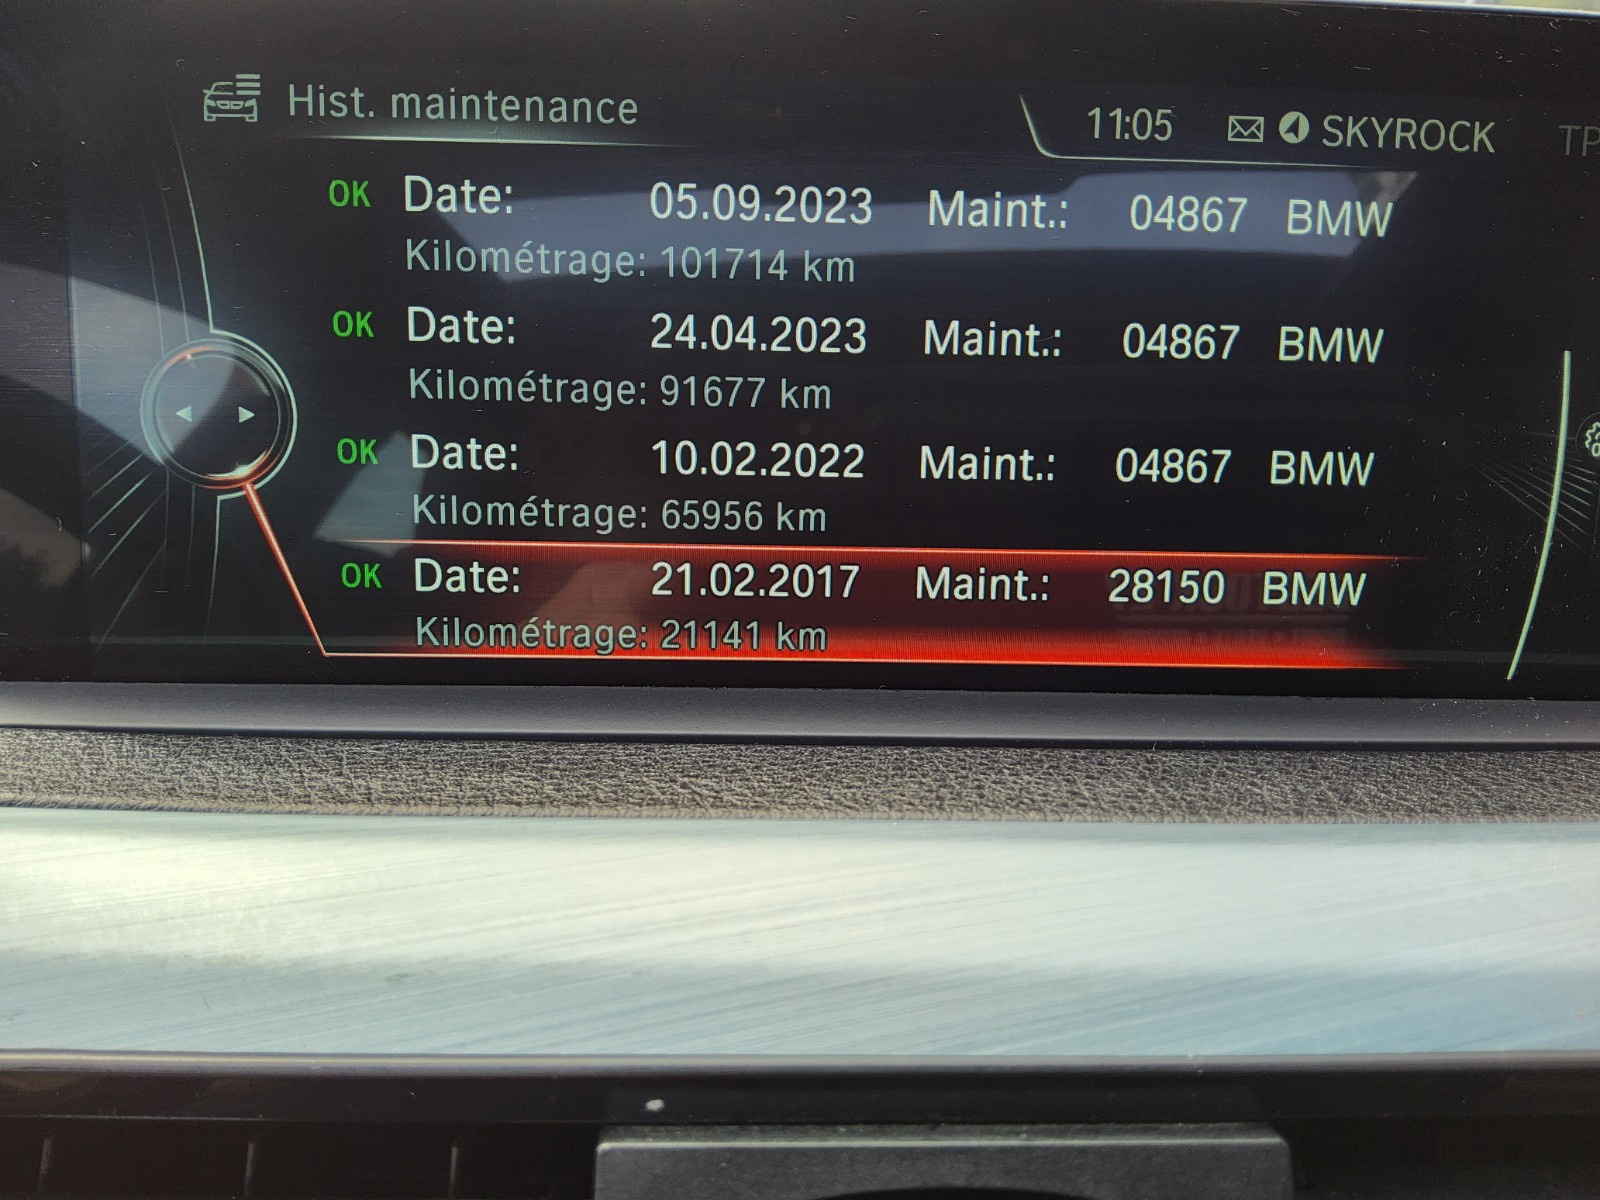 Hist. maintenance
11:05 SKYROCK TP
OK Date: 05.09.2023 Maint.: 04867 BMW
Kilométrage: 101714 km
OK Date: 24.04.2023 Maint.: 04867 BMW
Kilométrage: 91677 km
OK Date: 10.02.2022 Maint.: 04867 BMW
Kilométrage: 65956 km
OK Date: 21.02.2017 Maint.: 28150 BMW
Kilométrage: 21141 km